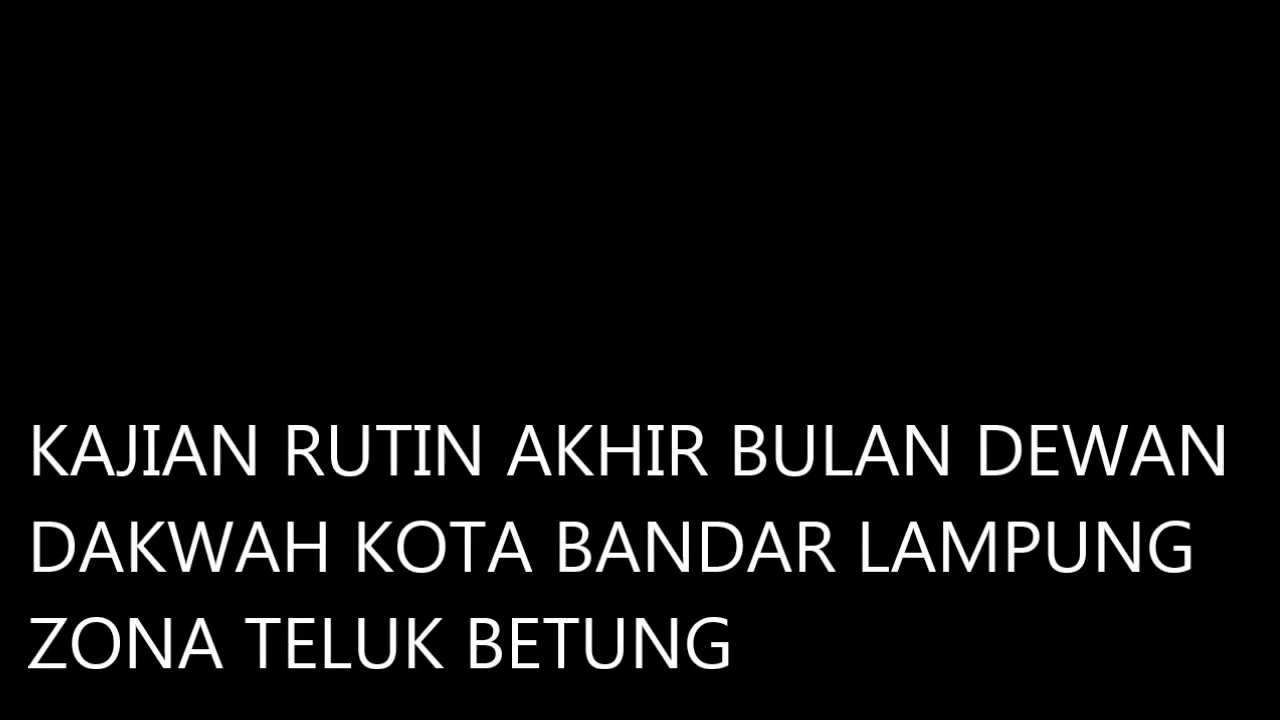 KAJIAN RUTIN AKHIR BULAN DEWAN
DAKWAH KOTA BANDAR LAMPUNG
ZONA TELUK BETUNG